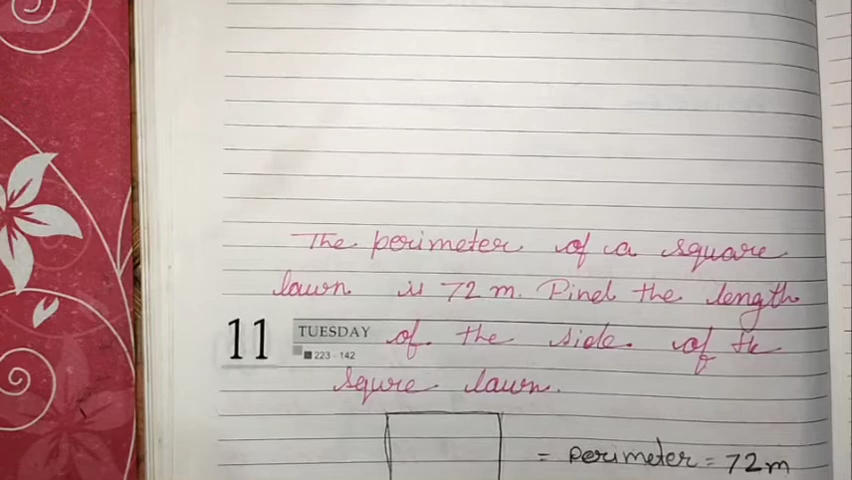 The perimeter of a square
lawn is 72 m. Find the length
11 TUESDAY of the side of the
223 - 142
squre lawn.
= perimeter = 72m